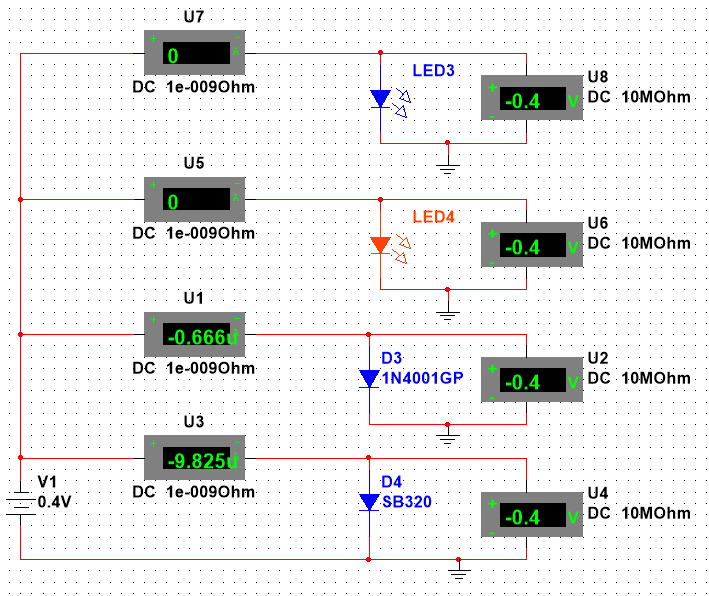 U7
+ -
0 A
DC 1e-009Ohm
LED3
U8
+
-0.4 V
-
DC 10MOhm
U5
+ -
0 A
DC 1e-009Ohm
LED4
U6
+
-0.4 V
-
DC 10MOhm
U1
+ -
-0.666u
DC 1e-009Ohm
D3
1N4001GP
U2
+
-0.4 V
-
DC 10MOhm
U3
+ -
-9.825u
DC 1e-009Ohm
V1
0.4V
D4
SB320
U4
+
-0.4 V
-
DC 10MOhm